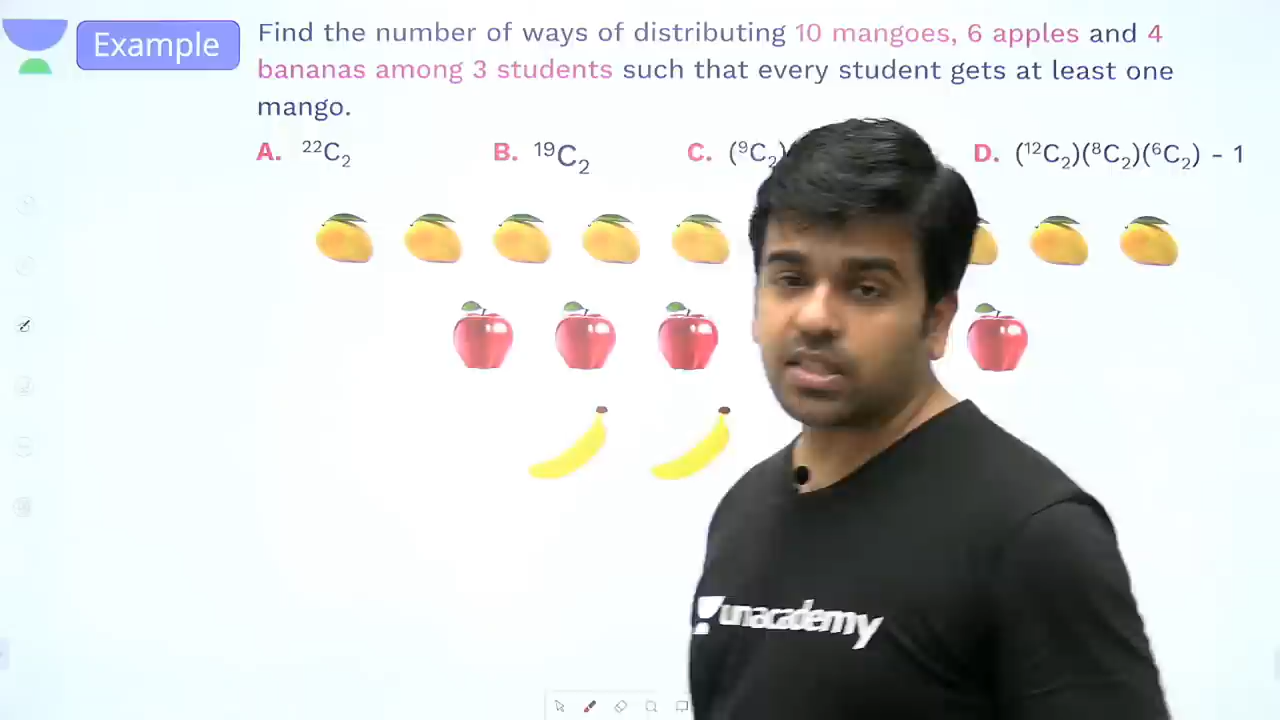 Example
Find the number of ways of distributing 10 mangoes, 6 apples and 4
bananas among 3 students such that every student gets at least one
mango.
A. ²²C₂ B. ¹⁹C₂ C. (⁹C₂) D. (¹²C₂)(⁸C₂)(⁶C₂) - 1
unacademy